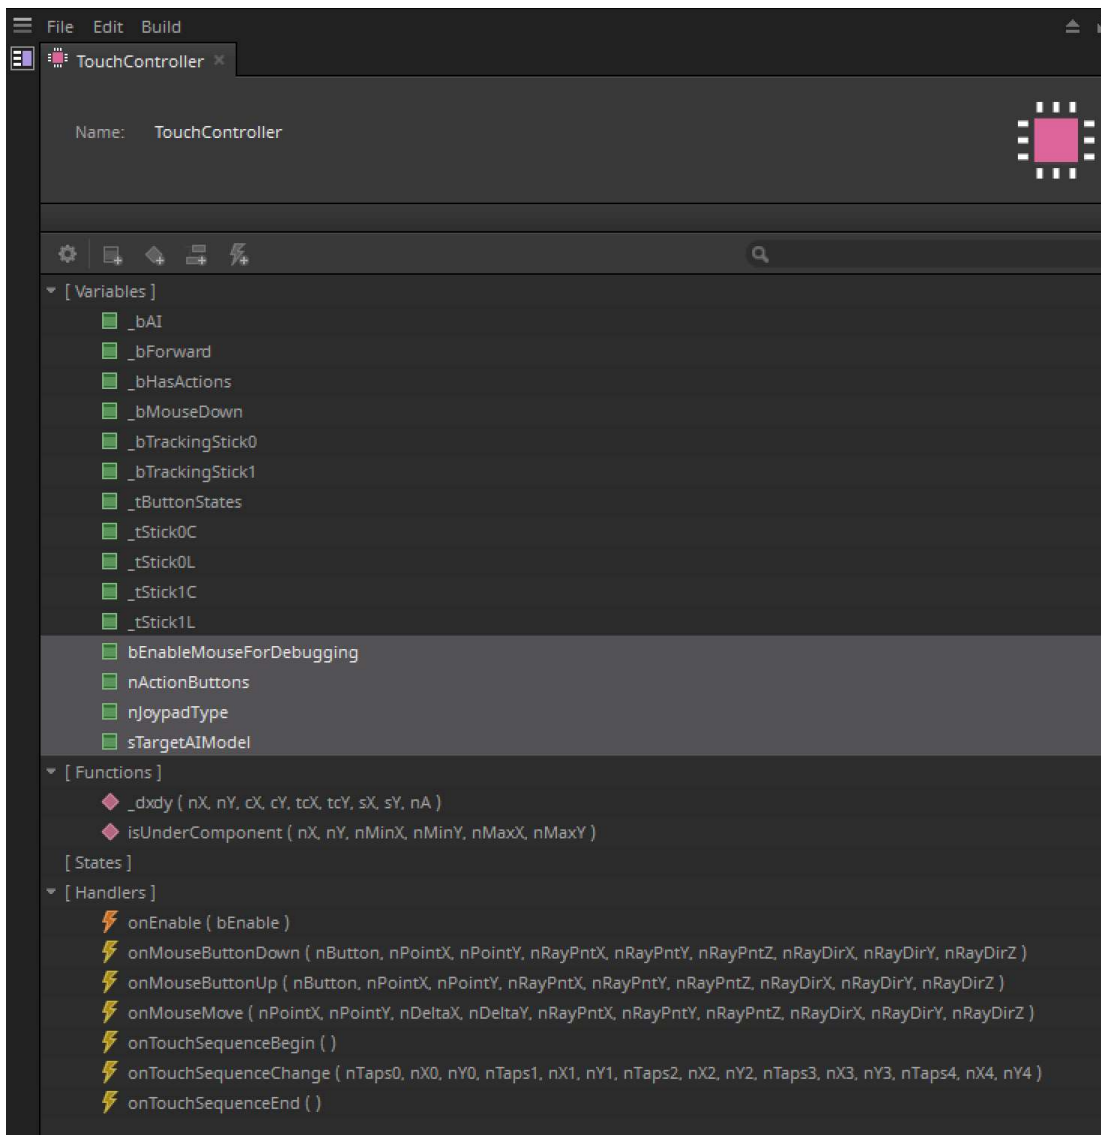 File Edit Build
TouchController ×
Name: TouchController
[ Variables ]
_bAI
_bForward
_bHasActions
_bMouseDown
_bTrackingStick0
_bTrackingStick1
_tButtonStates
_tStick0C
_tStick0L
_tStick1C
_tStick1L
bEnableMouseForDebugging
nActionButtons
nJoypadType
sTargetAIModel
[ Functions ]
_dxdy ( nX, nY, cX, cY, tcX, tcY, sX, sY, nA )
isUnderComponent ( nX, nY, nMinX, nMinY, nMaxX, nMaxY )
[ States ]
[ Handlers ]
onEnable ( bEnable )
onMouseButtonDown ( nButton, nPointX, nPointY, nRayPntX, nRayPntY, nRayPntZ, nRayDirX, nRayDirY, nRayDirZ )
onMouseButtonUp ( nButton, nPointX, nPointY, nRayPntX, nRayPntY, nRayPntZ, nRayDirX, nRayDirY, nRayDirZ )
onMouseMove ( nPointX, nPointY, nDeltaX, nDeltaY, nRayPntX, nRayPntY, nRayPntZ, nRayDirX, nRayDirY, nRayDirZ )
onTouchSequenceBegin ( )
onTouchSequenceChange ( nTaps0, nX0, nY0, nTaps1, nX1, nY1, nTaps2, nX2, nY2, nTaps3, nX3, nY3, nTaps4, nX4, nY4 )
onTouchSequenceEnd ( )